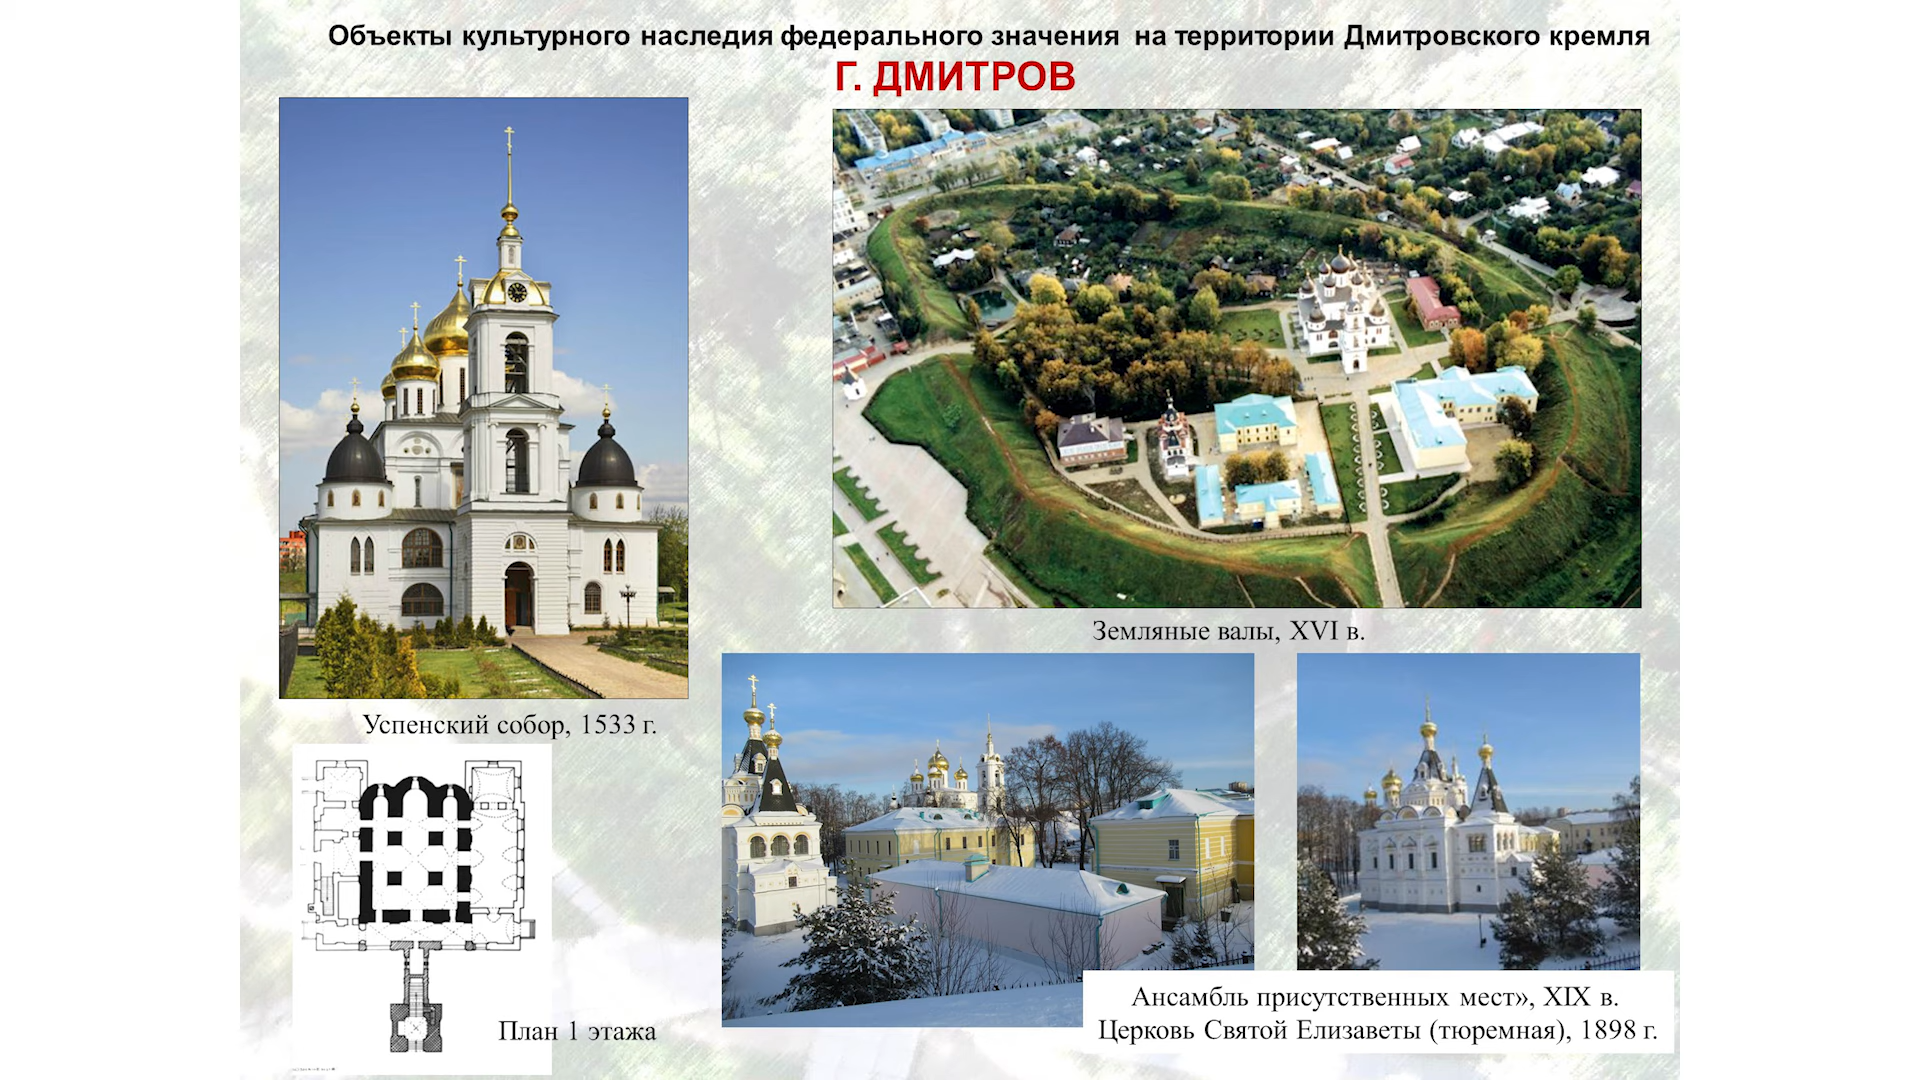 Объекты культурного наследия федерального значения на территории Дмитровского кремля
Г. ДМИТРОВ
Земляные валы, XVI в.
Успенский собор, 1533 г.
План 1 этажа
Ансамбль присутственных мест», XIX в.
Церковь Святой Елизаветы (тюремная), 1898 г.